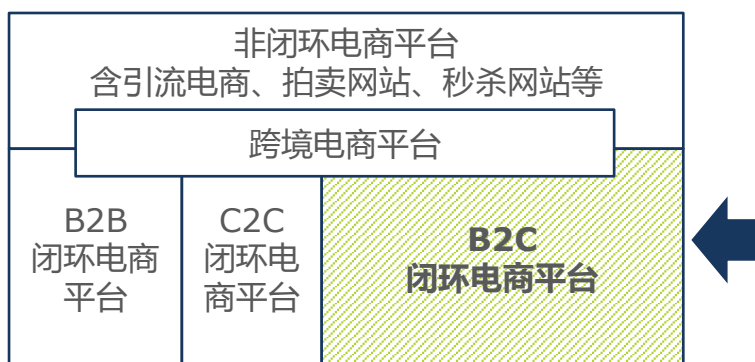 非闭环电商平台
含引流电商、拍卖网站、秒杀网站等
跨境电商平台
B2B
闭环电商
平台
C2C
闭环电
商平台
B2C
闭环电商平台